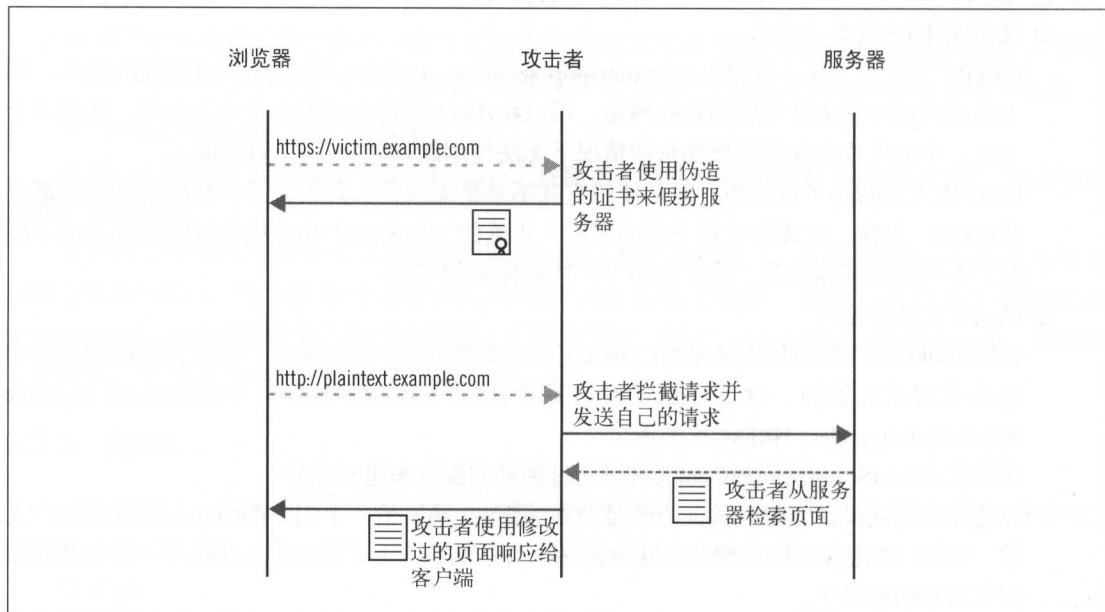 浏览器
攻击者
服务器
https://victim.example.com
攻击者使用伪造
的证书来假扮服
务器
http://plaintext.example.com
攻击者拦截请求并
发送自己的请求
攻击者从服务
器检索页面
攻击者使用修改
过的页面响应给
客户端